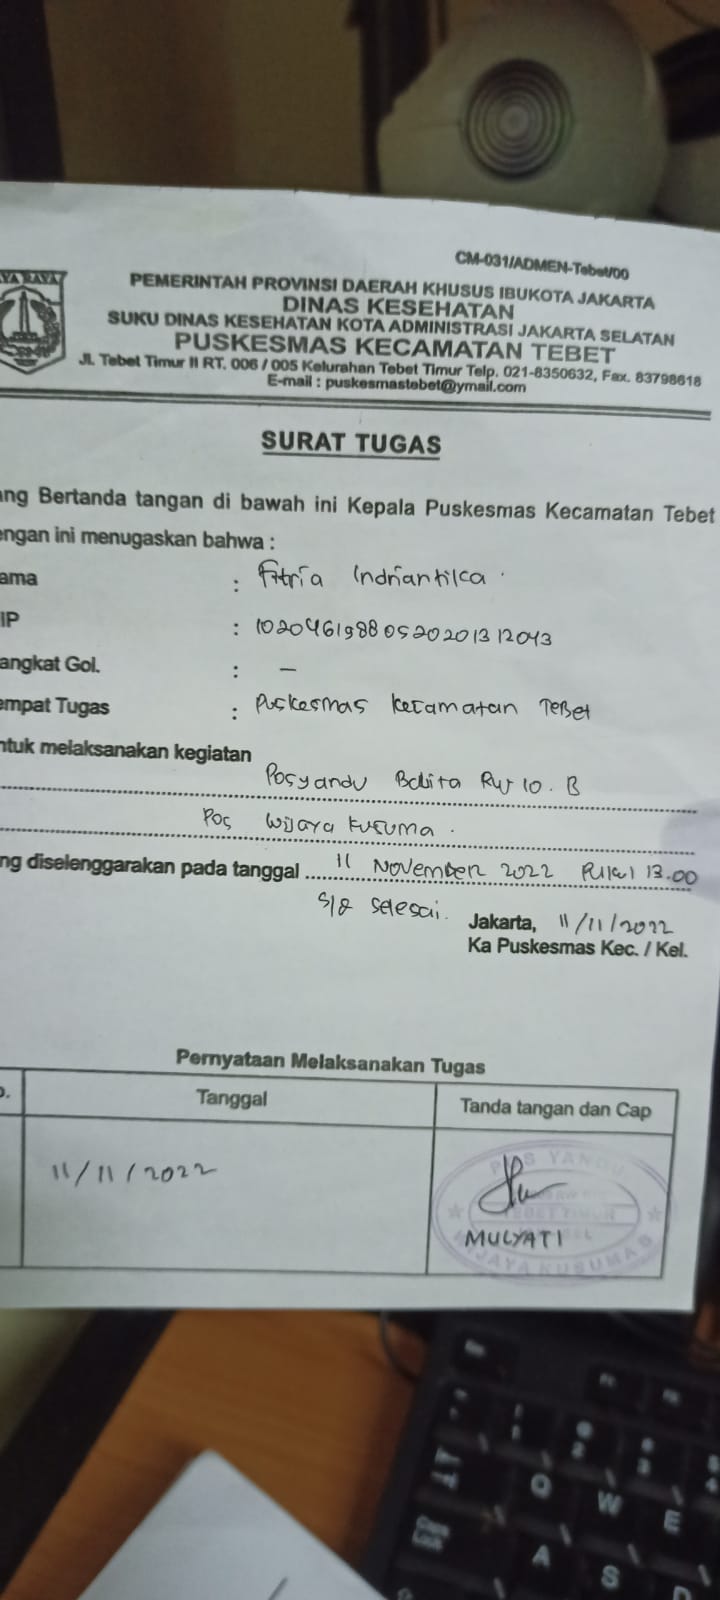 CM-031/ADMEN-Tebet/00
YA RAYA
PEMERINTAH PROVINSI DAERAH KHUSUS IBUKOTA JAKARTA
DINAS KESEHATAN
SUKU DINAS KESEHATAN KOTA ADMINISTRASI JAKARTA SELATAN
PUSKESMAS KECAMATAN TEBET
Jl. Tebet Timur II RT. 006 / 005 Kelurahan Tebet Timur Telp. 021-8350632, Fax. 83798618
E-mail : puskesmastebet@ymail.com
SURAT TUGAS
ang Bertanda tangan di bawah ini Kepala Puskesmas Kecamatan Tebet
engan ini menugaskan bahwa :
ama : Fitria Indriantika
IP : 10204619880520201312043
angkat Gol. : –
empat Tugas : Puskesmas Kecamatan Tebet
ntuk melaksanakan kegiatan
Posyandu Balita RW 10. B
Pos Wijaya Kusuma.
ng diselenggarakan pada tanggal 11 November 2022 Pukul 13.00
s/d selesai.
Jakarta, 11/11/2022
Ka Puskesmas Kec. / Kel.
Pernyataan Melaksanakan Tugas
o. Tanggal Tanda tangan dan Cap
11/11/2022
POS YANDU
TEBET TIMUR
MULYATI
WIJAYA KUSUMA B
Q W E
A S D